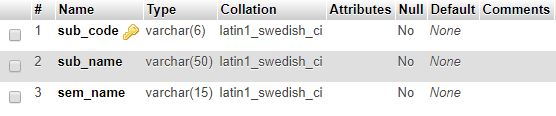 # Name Type Collation Attributes Null Default Comments
1 sub_code varchar(6) latin1_swedish_ci No None
2 sub_name varchar(50) latin1_swedish_ci No None
3 sem_name varchar(15) latin1_swedish_ci No None